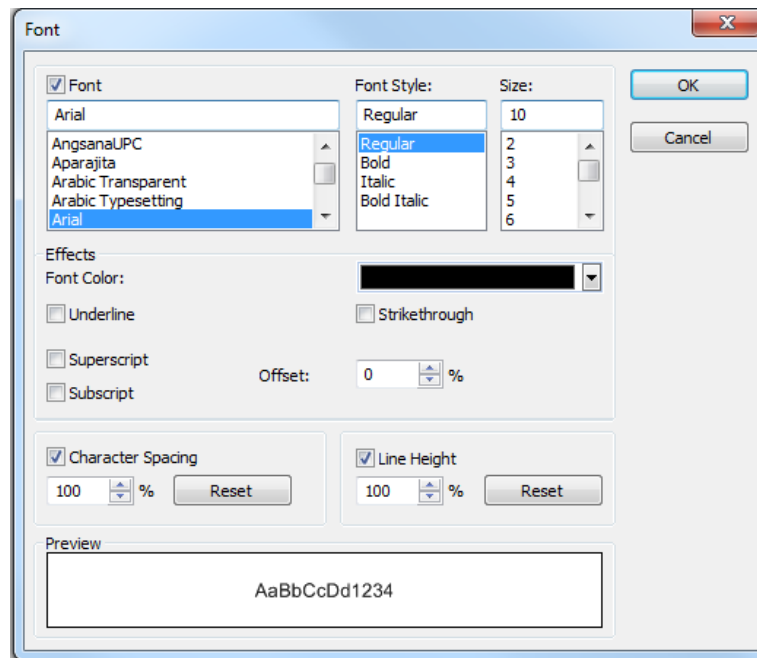 Font
Font
Font Style:
Size:
OK
Arial
Regular
10
Cancel
AngsanaUPC
Aparajita
Arabic Transparent
Arabic Typesetting
Arial
Regular
Bold
Italic
Bold Italic
2
3
4
5
6
Effects
Font Color:
Underline
Strikethrough
Superscript
Subscript
Offset:
0 %
Character Spacing
100 %
Reset
Line Height
100 %
Reset
Preview
AaBbCcDd1234